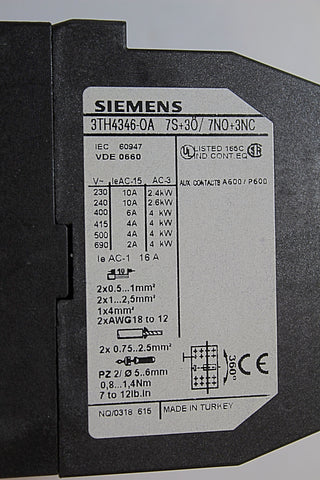 SIEMENS
3TH4346-0A 7S+3Ö/ 7NO+3NC
IEC 60947
VDE 0660
UL LISTED 165C
IND.CONT.EQ.
V~ IeAC-15 AC-3
AUX.CONTACTS A600/P600
230 10A 2.4kW
240 10A 2.6kW
400 6A 4 kW
415 4A 4 kW
500 4A 4 kW
690 2A 4 kW
Ie AC-1 16 A
10
2x0,5...1mm²
2x1...2,5mm²
1x4mm²
2xAWG18 to 12
2x 0.75...2.5mm²
PZ 2/ Ø 5...6mm
0,8...1,4Nm
7 to 12lb.in
360°
CE
NQ/0318 615 MADE IN TURKEY